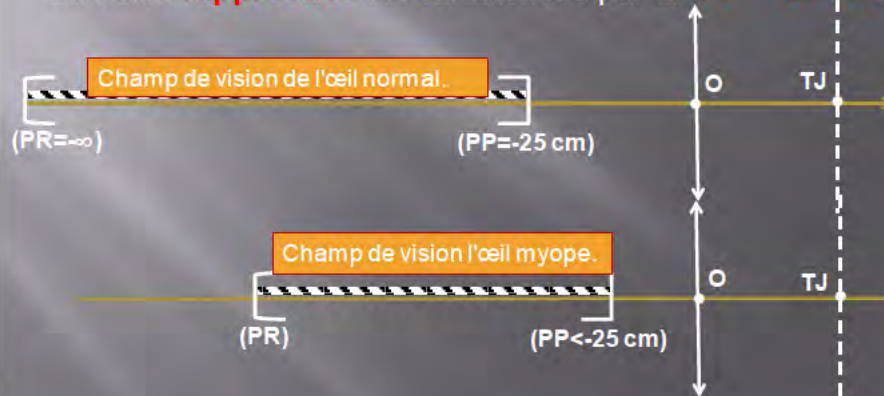 Champ de vision de l'œil normal.
O
TJ
(PR=-∞)
(PP=-25 cm)
Champ de vision l'œil myope.
O
TJ
(PR)
(PP<-25 cm)